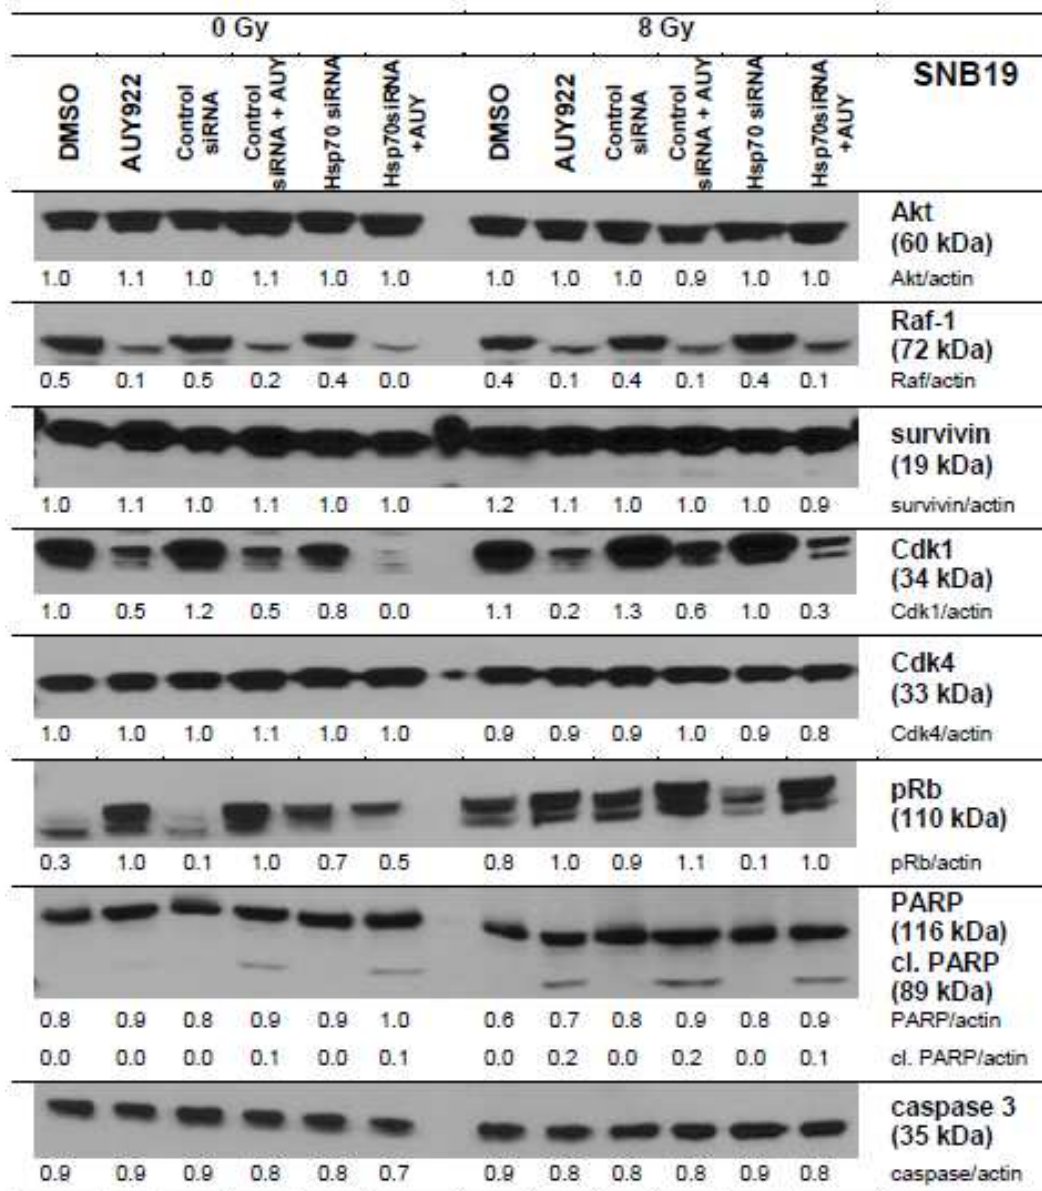 0 Gy 8 Gy
DMSO AUY922 Control siRNA Control siRNA + AUY Hsp70 siRNA Hsp70siRNA +AUY DMSO AUY922 Control siRNA Control siRNA + AUY Hsp70 siRNA Hsp70siRNA +AUY SNB19
Akt
(60 kDa)
1.0 1.1 1.0 1.1 1.0 1.0 1.0 1.0 1.0 0.9 1.0 1.0 Akt/actin
Raf-1
(72 kDa)
0.5 0.1 0.5 0.2 0.4 0.0 0.4 0.1 0.4 0.1 0.4 0.1 Raf/actin
survivin
(19 kDa)
1.0 1.1 1.0 1.1 1.0 1.0 1.2 1.1 1.0 1.0 1.0 0.9 survivin/actin
Cdk1
(34 kDa)
1.0 0.5 1.2 0.5 0.8 0.0 1.1 0.2 1.3 0.6 1.0 0.3 Cdk1/actin
Cdk4
(33 kDa)
1.0 1.0 1.0 1.1 1.0 1.0 0.9 0.9 0.9 1.0 0.9 0.8 Cdk4/actin
pRb
(110 kDa)
0.3 1.0 0.1 1.0 0.7 0.5 0.8 1.0 0.9 1.1 0.1 1.0 pRb/actin
PARP
(116 kDa)
cl. PARP
(89 kDa)
0.8 0.9 0.8 0.9 0.9 1.0 0.6 0.7 0.8 0.9 0.8 0.9 PARP/actin
0.0 0.0 0.0 0.1 0.0 0.1 0.0 0.2 0.0 0.2 0.0 0.1 cl. PARP/actin
caspase 3
(35 kDa)
0.9 0.9 0.9 0.8 0.8 0.7 0.9 0.8 0.8 0.8 0.9 0.8 caspase/actin